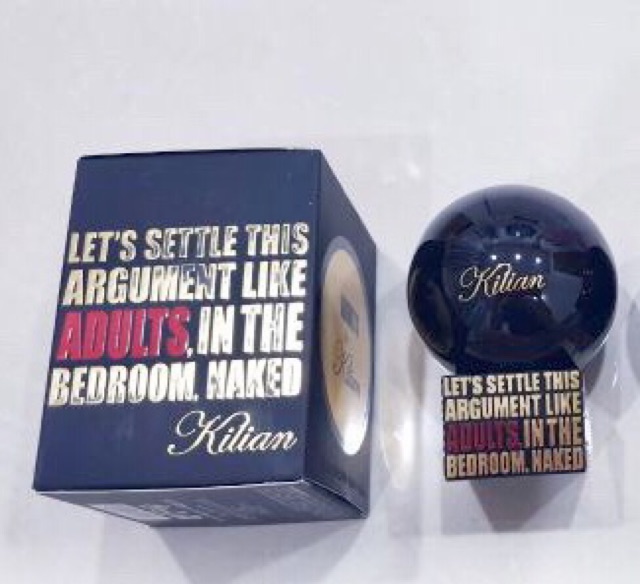 LET'S SETTLE THIS
ARGUMENT LIKE
ADULTS, IN THE
BEDROOM. NAKED
Kilian
Kilian
LET'S SETTLE THIS
ARGUMENT LIKE
ADULTS, IN THE
BEDROOM. NAKED